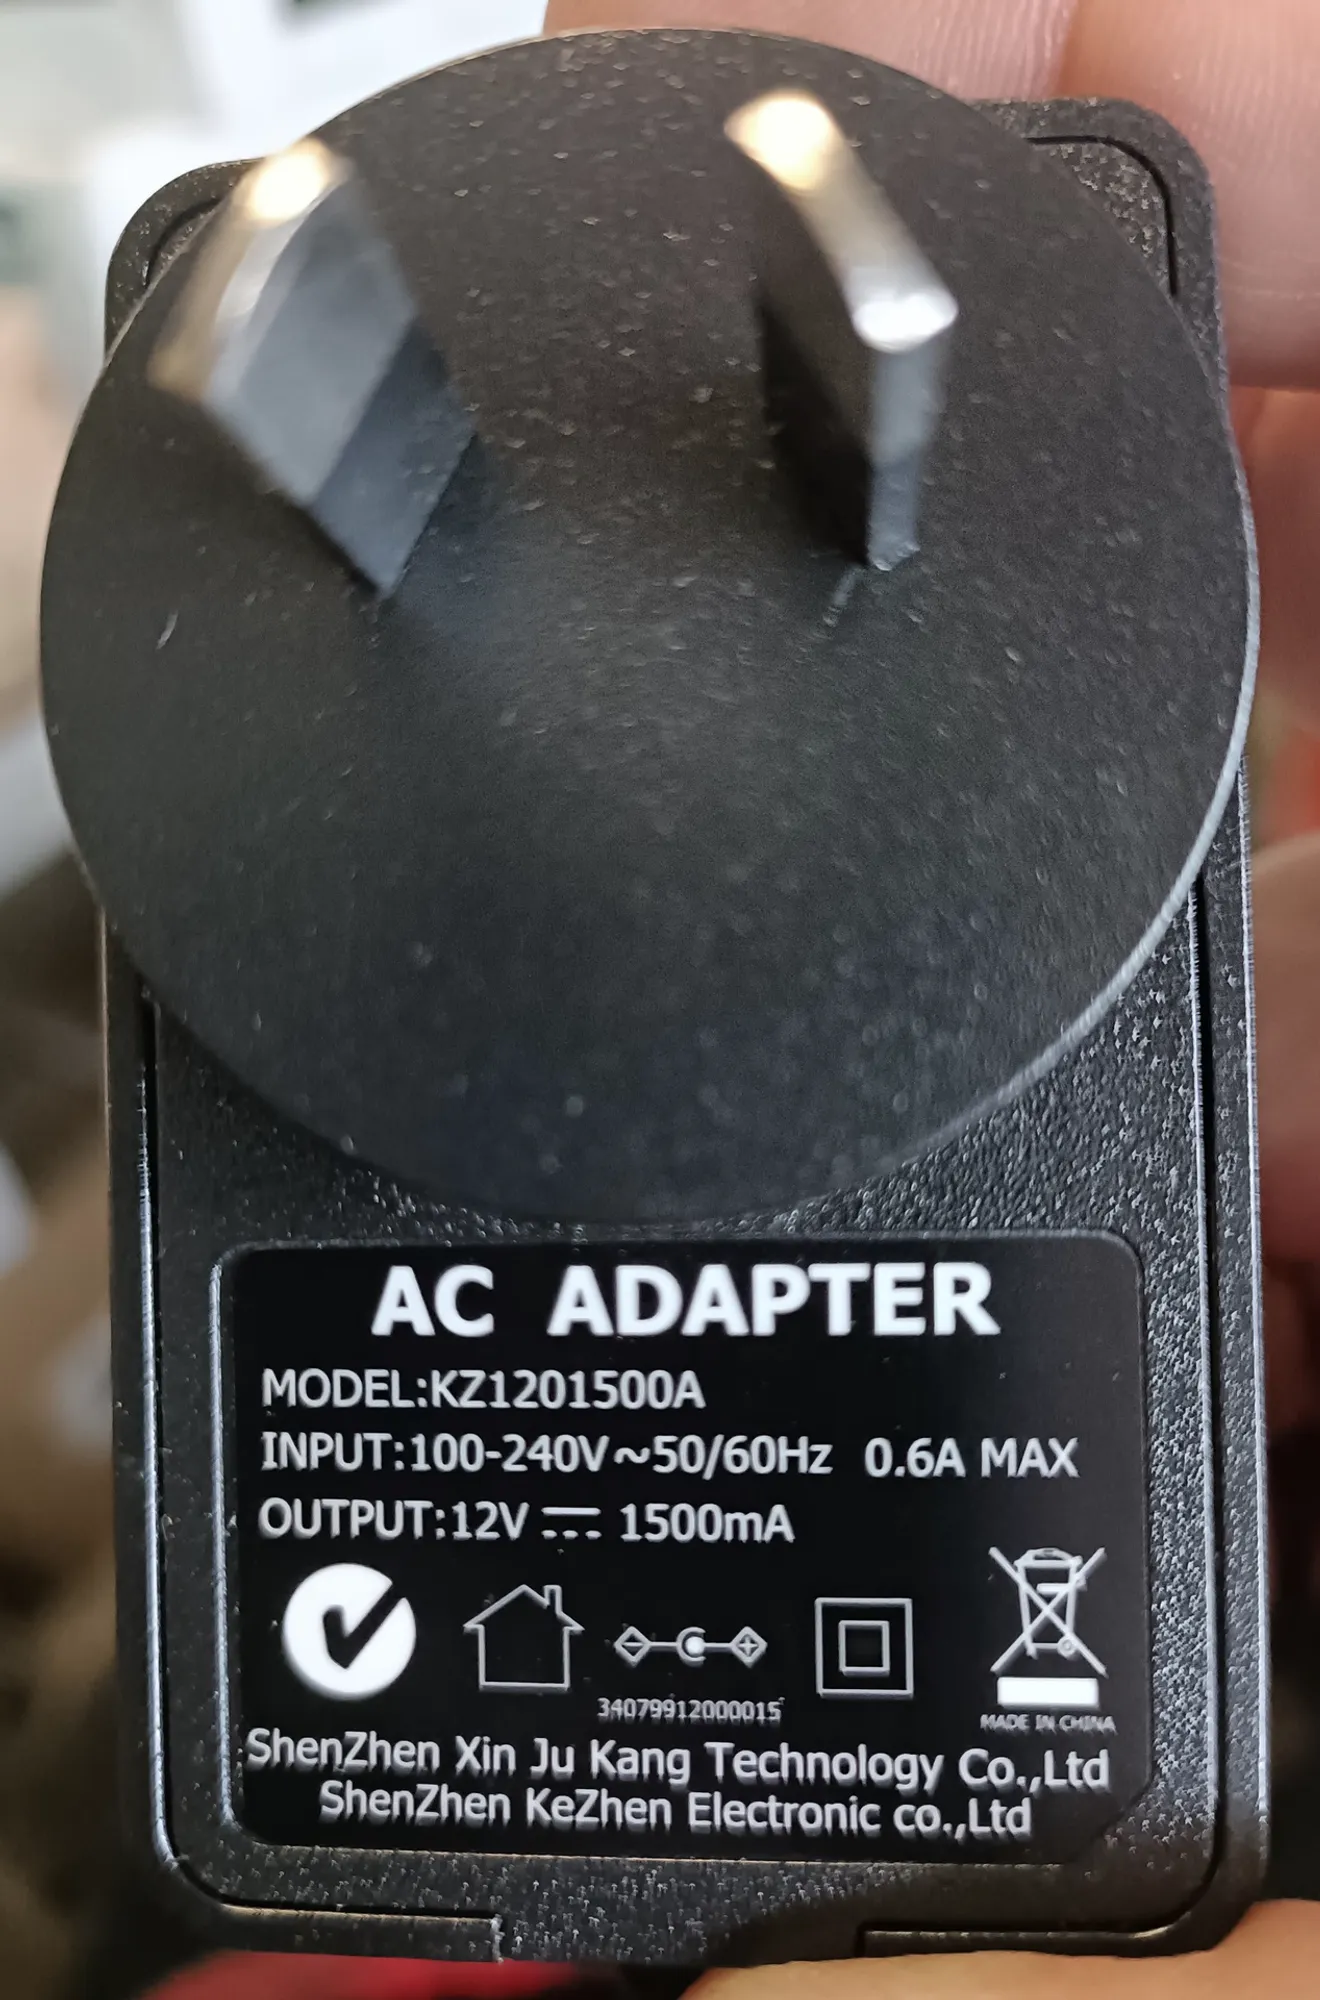 AC ADAPTER
MODEL:KZ1201500A
INPUT:100-240V~50/60Hz 0.6A MAX
OUTPUT:12V ⎓ 1500mA
34079912000015
MADE IN CHINA
ShenZhen Xin Ju Kang Technology Co.,Ltd
ShenZhen KeZhen Electronic co.,Ltd